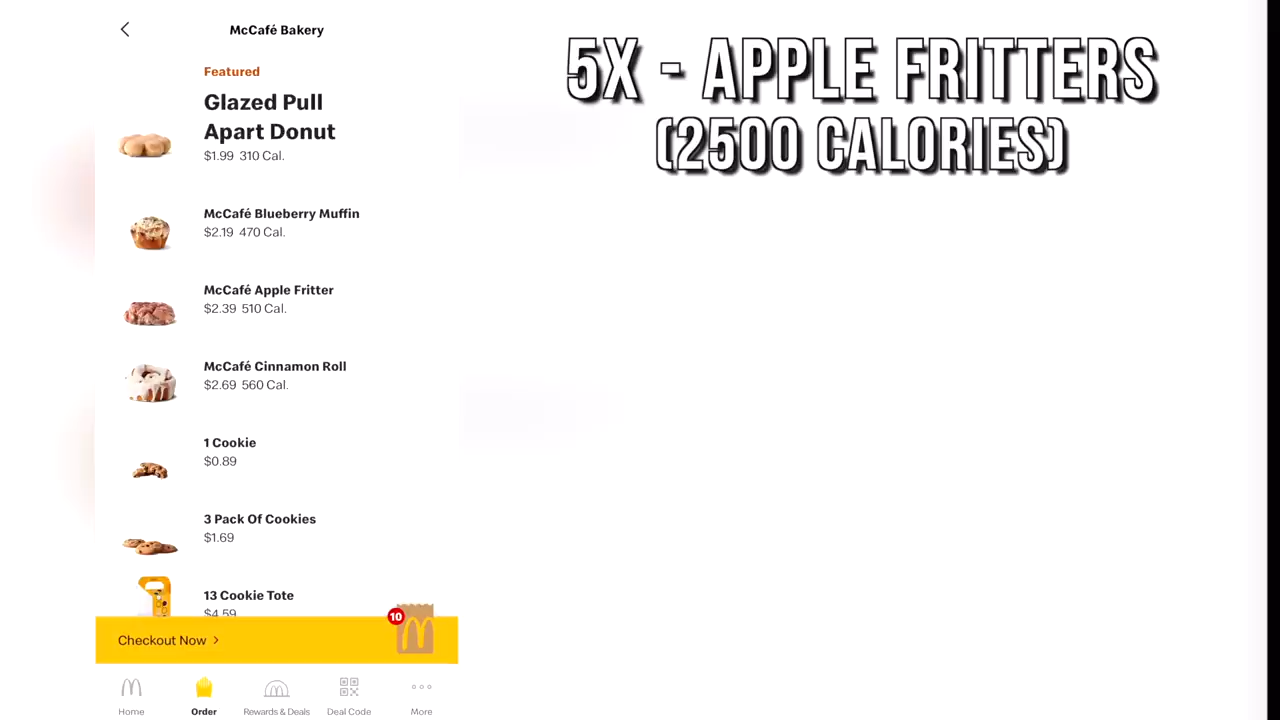 McCafé Bakery
Featured
Glazed Pull
Apart Donut
$1.99 310 Cal.
McCafé Blueberry Muffin
$2.19 470 Cal.
McCafé Apple Fritter
$2.39 510 Cal.
McCafé Cinnamon Roll
$2.69 560 Cal.
1 Cookie
$0.89
3 Pack Of Cookies
$1.69
13 Cookie Tote
$4.59
10
Checkout Now
Home
Order
Rewards & Deals
Deal Code
More
5X - APPLE FRITTERS
(2500 CALORIES)